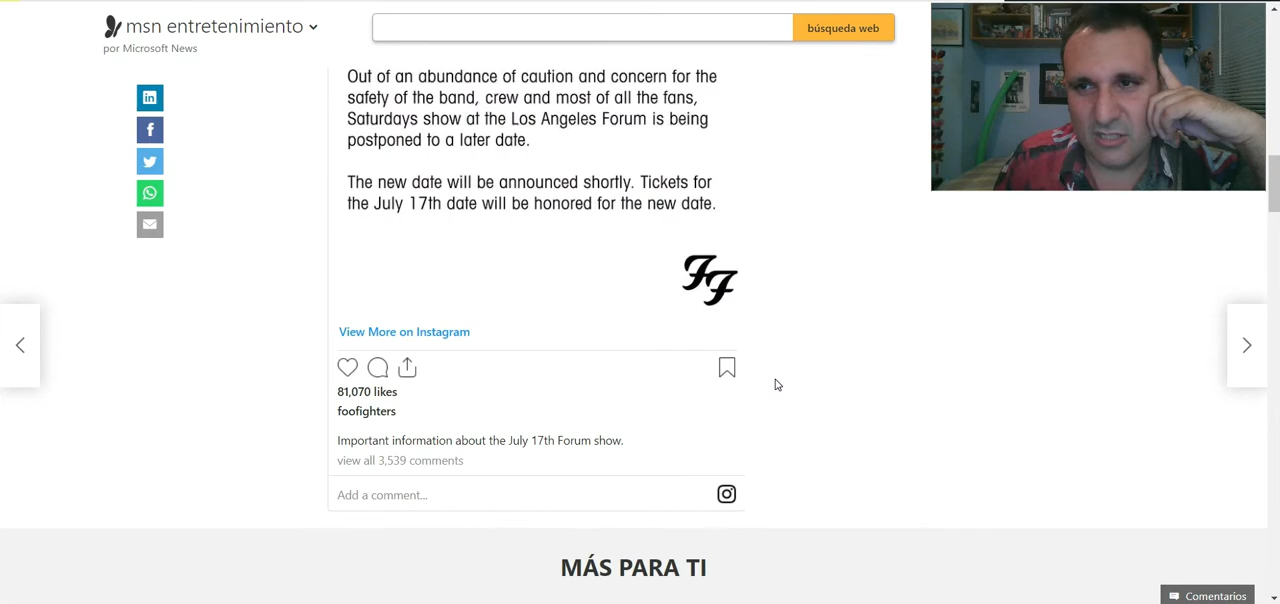 msn entretenimiento
por Microsoft News
búsqueda web
Out of an abundance of caution and concern for the
safety of the band, crew and most of all the fans,
Saturdays show at the Los Angeles Forum is being
postponed to a later date.
The new date will be announced shortly. Tickets for
the July 17th date will be honored for the new date.
FF
View More on Instagram
81,070 likes
foofighters
Important information about the July 17th Forum show.
view all 3,539 comments
Add a comment...
MÁS PARA TI
Comentarios